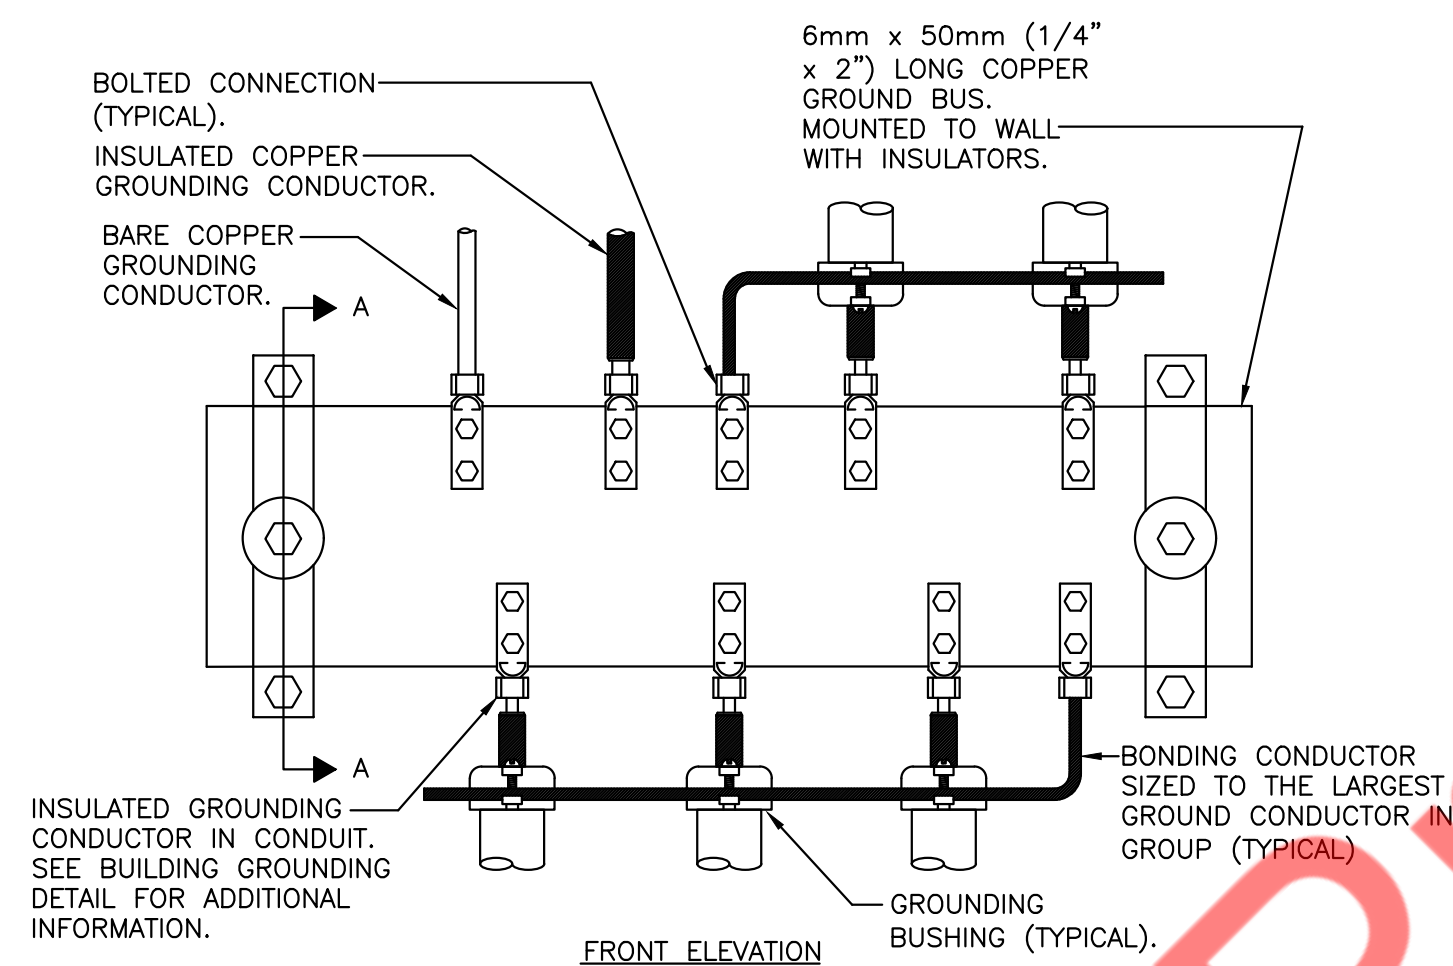 6mm x 50mm (1/4”
x 2”) LONG COPPER
GROUND BUS.
MOUNTED TO WALL
WITH INSULATORS.
BOLTED CONNECTION
(TYPICAL).
INSULATED COPPER
GROUNDING CONDUCTOR.
BARE COPPER
GROUNDING
CONDUCTOR.
A
A
BONDING CONDUCTOR
SIZED TO THE LARGEST
GROUND CONDUCTOR IN
GROUP (TYPICAL)
INSULATED GROUNDING
CONDUCTOR IN CONDUIT.
SEE BUILDING GROUNDING
DETAIL FOR ADDITIONAL
INFORMATION.
GROUNDING
BUSHING (TYPICAL).
FRONT ELEVATION